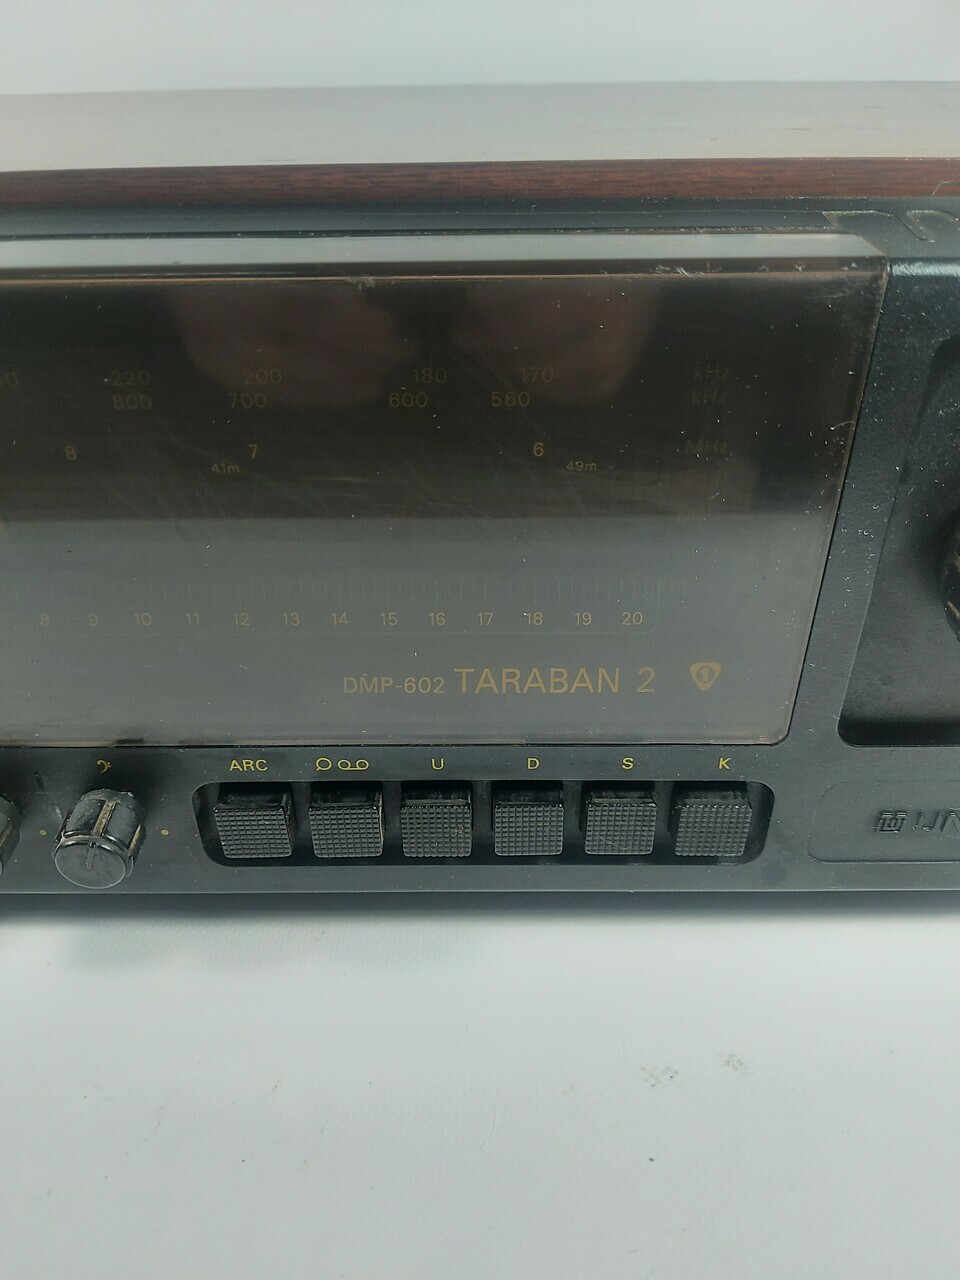 220 200 180 170 kHz
800 700 600 560 kHz
8 7 6 MHz
41m 49m
8 9 10 11 12 13 14 15 16 17 18 19 20
DMP-602 TARABAN 2 1
ARC U D S K